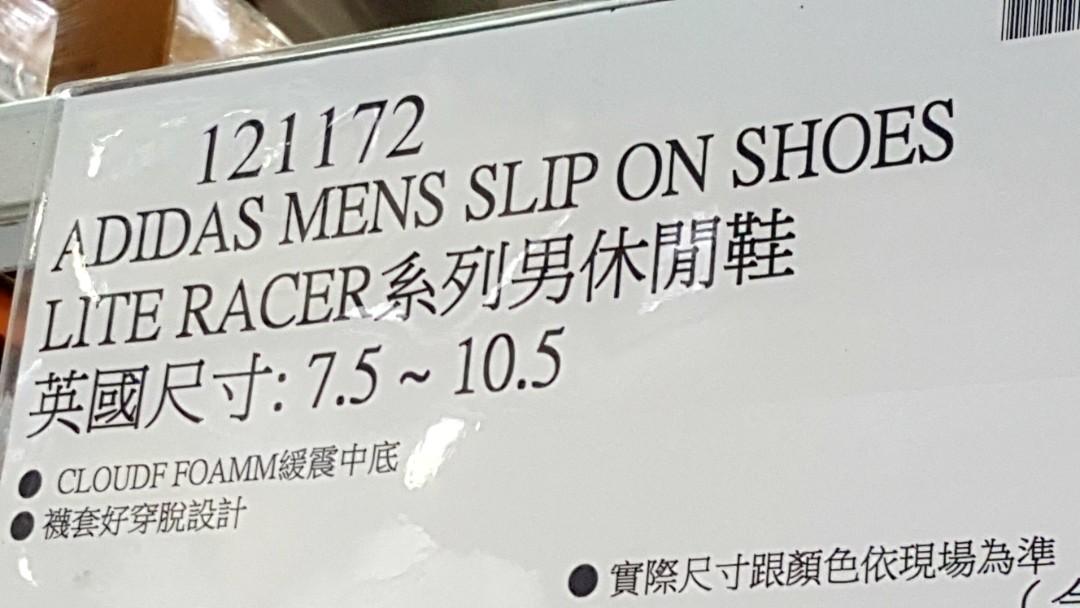 121172
ADIDAS MENS SLIP ON SHOES
LITE RACER系列男休閒鞋
英國尺寸: 7.5 ~ 10.5
● CLOUDF FOAMM緩震中底
● 襪套好穿脫設計
● 實際尺寸跟顏色依現場為準
(